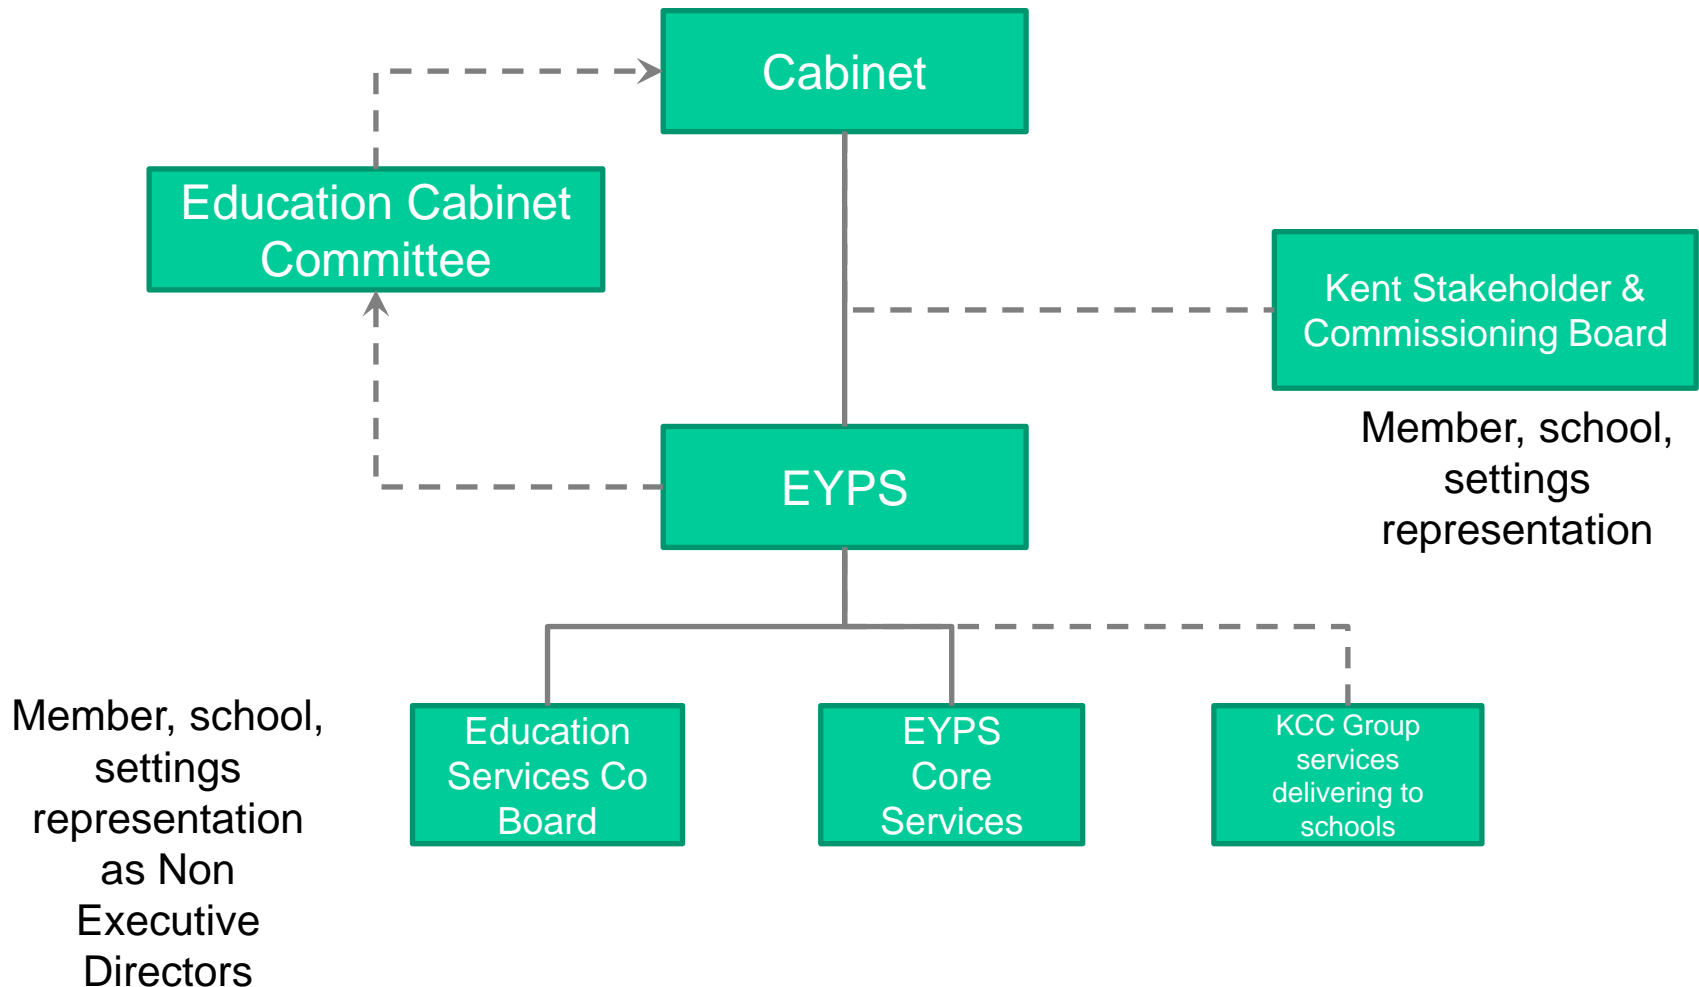 Cabinet
Education Cabinet
Committee
Kent Stakeholder &
Commissioning Board
Member, school,
settings
representation
EYPS
Member, school,
settings
representation
as Non
Executive
Directors
Education
Services Co
Board
EYPS
Core
Services
KCC Group
services
delivering to
schools